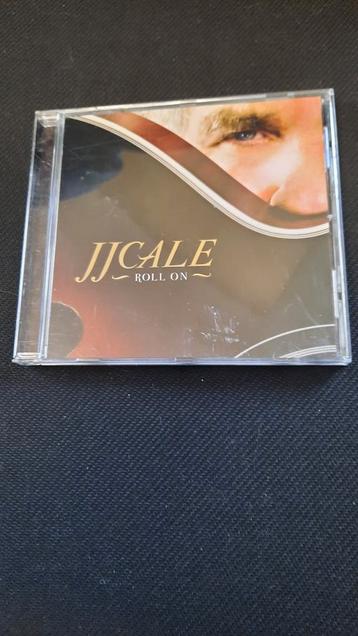 JJCALE
~ ROLL ON ~